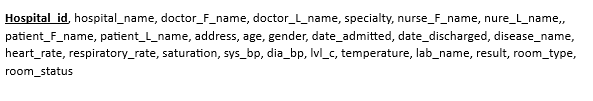 Hospital_id, hospital_name, doctor_F_name, doctor_L_name, specialty, nurse_F_name, nure_L_name,,
patient_F_name, patient_L_name, address, age, gender, date_admitted, date_discharged, disease_name,
heart_rate, respiratory_rate, saturation, sys_bp, dia_bp, lvl_c, temperature, lab_name, result, room_type,
room_status